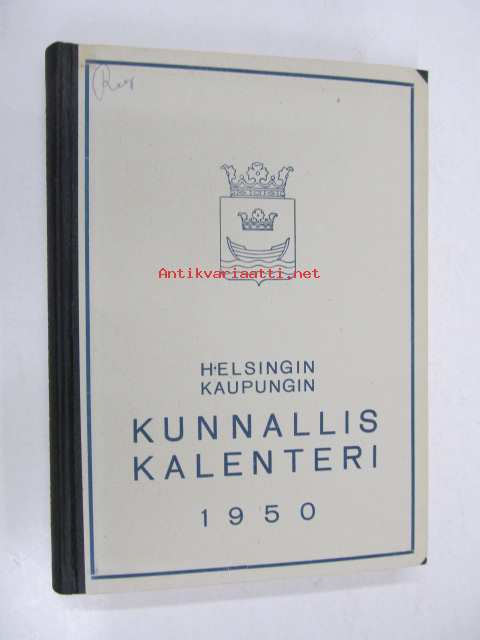 Antikvariaatti.net
HELSINGIN
KAUPUNGIN
KUNNALLIS
KALENTERI
1950